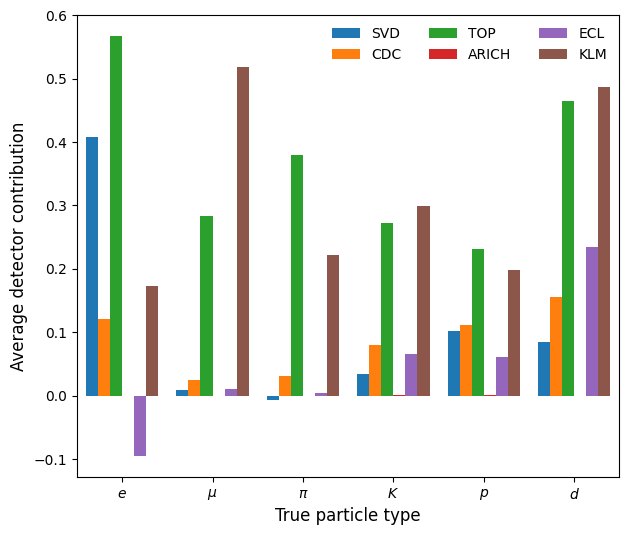 SVD TOP ECL
CDC ARICH KLM
Average detector contribution
0.6
0.5
0.4
0.3
0.2
0.1
0.0
−0.1
e μ π K p d
True particle type